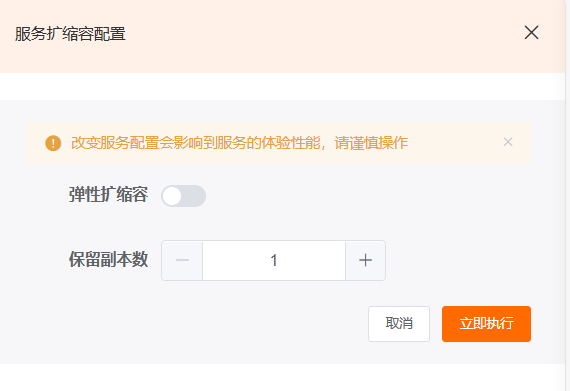 服务扩缩容配置
改变服务配置会影响到服务的体验性能，请谨慎操作
弹性扩缩容
保留副本数
1
取消
立即执行